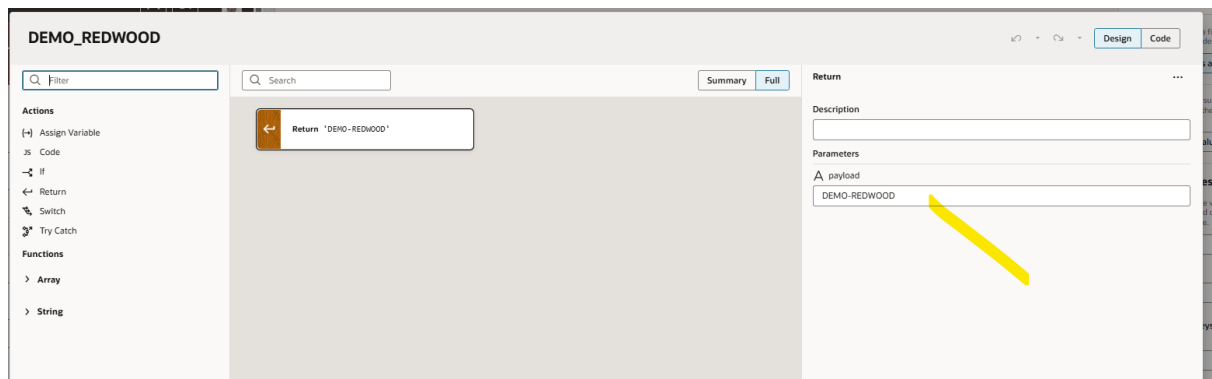 DEMO_REDWOOD
Design Code
Filter
Search
Summary Full
Return
...
Actions
Description
(→) Assign Variable
Return 'DEMO-REDWOOD'
JS Code
Parameters
If
A payload
Return
DEMO-REDWOOD
Switch
Try Catch
Functions
> Array
> String